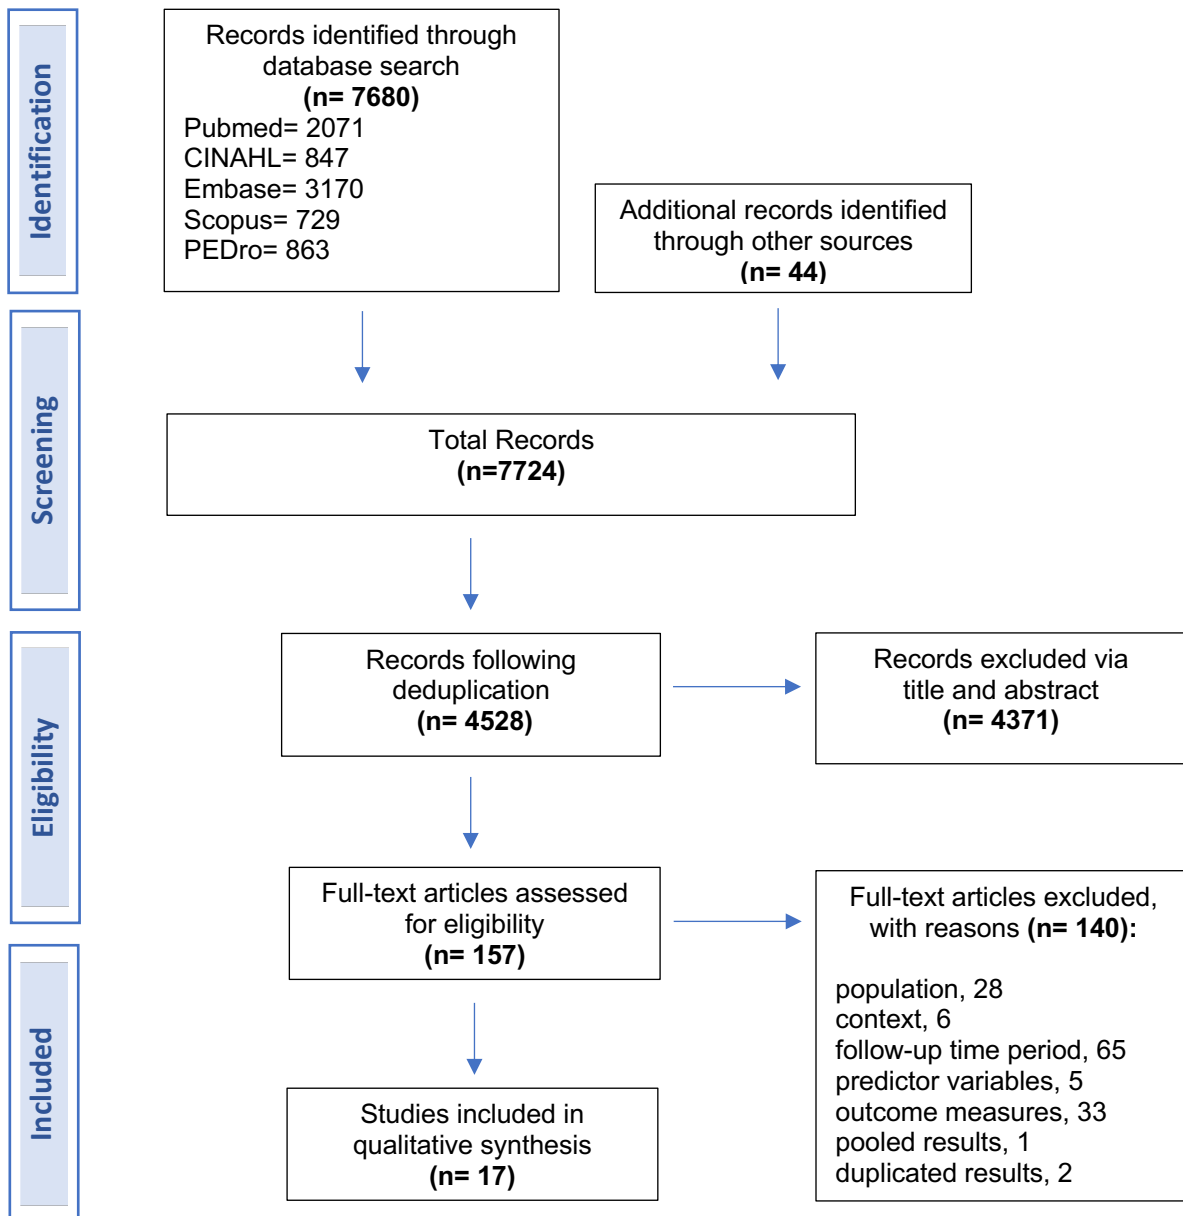 Identification
Records identified through
database search
(n= 7680)
Pubmed= 2071
CINAHL= 847
Embase= 3170
Scopus= 729
PEDro= 863
Additional records identified
through other sources
(n= 44)
Screening
Total Records
(n=7724)
Eligibility
Records following
deduplication
(n= 4528)
Records excluded via
title and abstract
(n= 4371)
Full-text articles assessed
for eligibility
(n= 157)
Full-text articles excluded,
with reasons (n= 140):
population, 28
context, 6
follow-up time period, 65
predictor variables, 5
outcome measures, 33
pooled results, 1
duplicated results, 2
Included
Studies included in
qualitative synthesis
(n= 17)